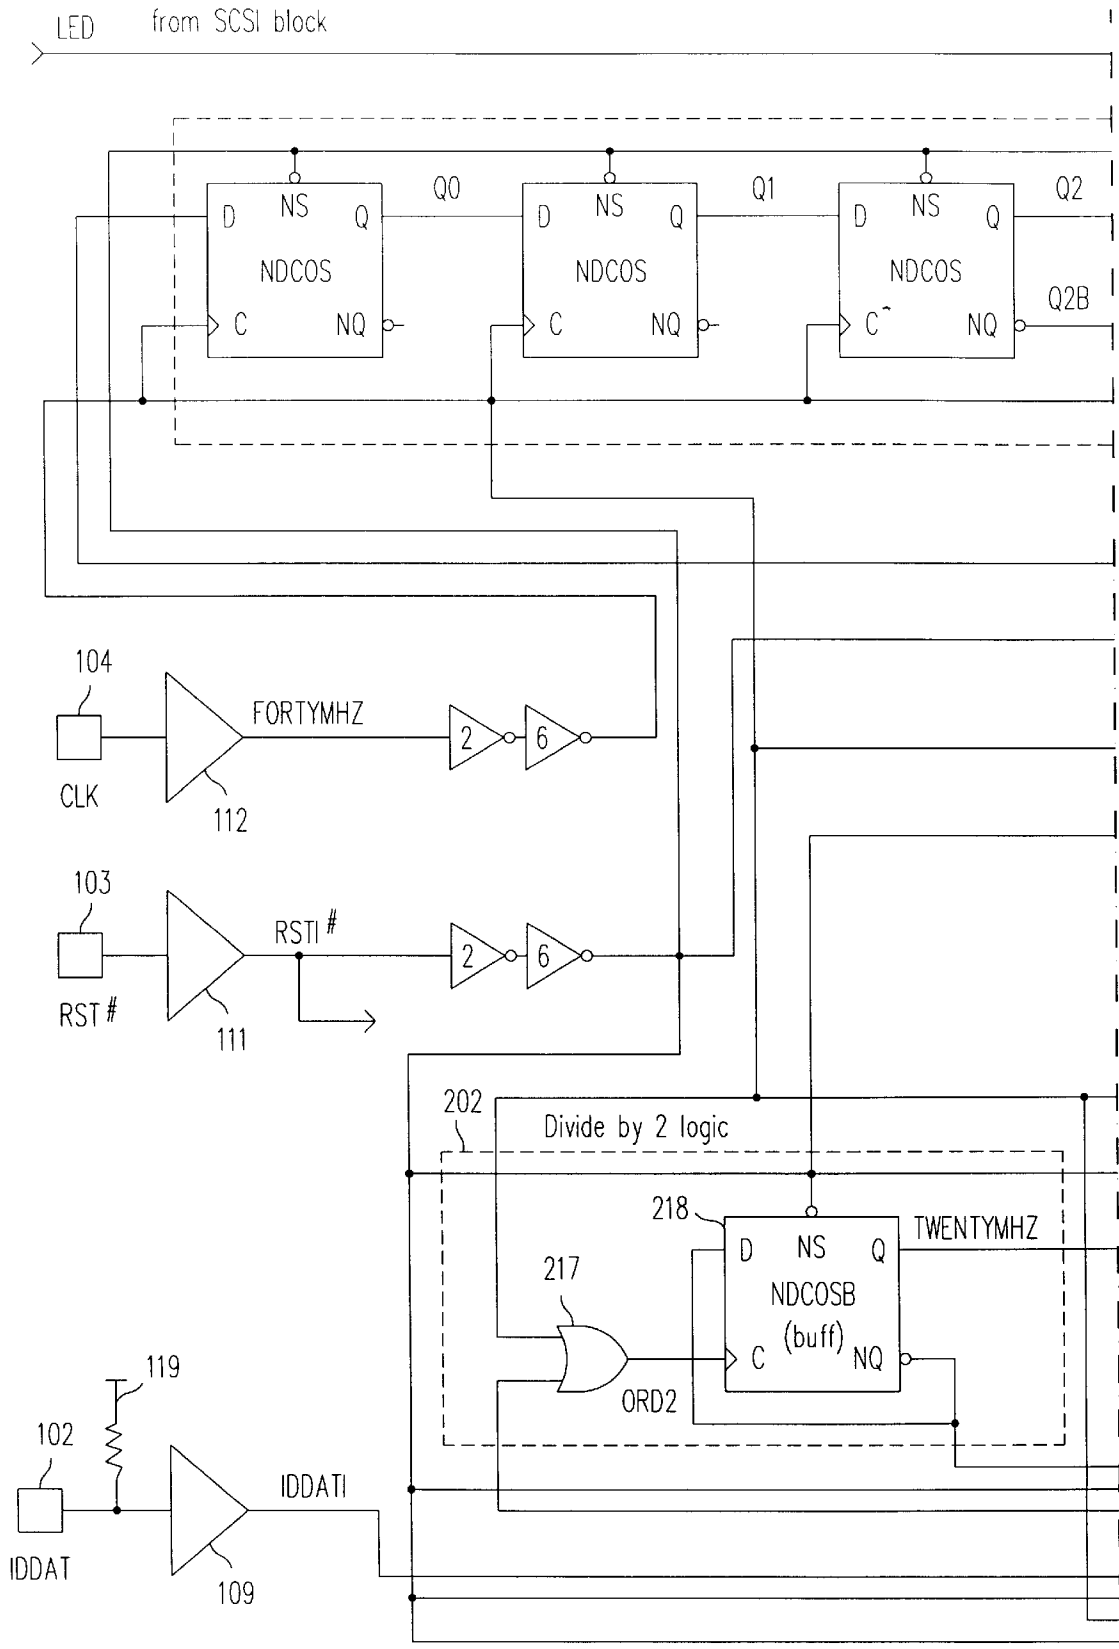 LED from SCSI block
Q0 Q1 Q2
D NS Q D NS Q D NS Q
NDCOS NDCOS NDCOS
Q2B
C NQ C NQ C NQ
104
FORTYMHZ
2 6
CLK
112
103
RSTI#
2 6
RST#
111
202
Divide by 2 logic
218
TWENTYMHZ
D NS Q
217
NDCOSB
(buff)
C NQ
119
ORD2
102
IDDATI
IDDAT
109